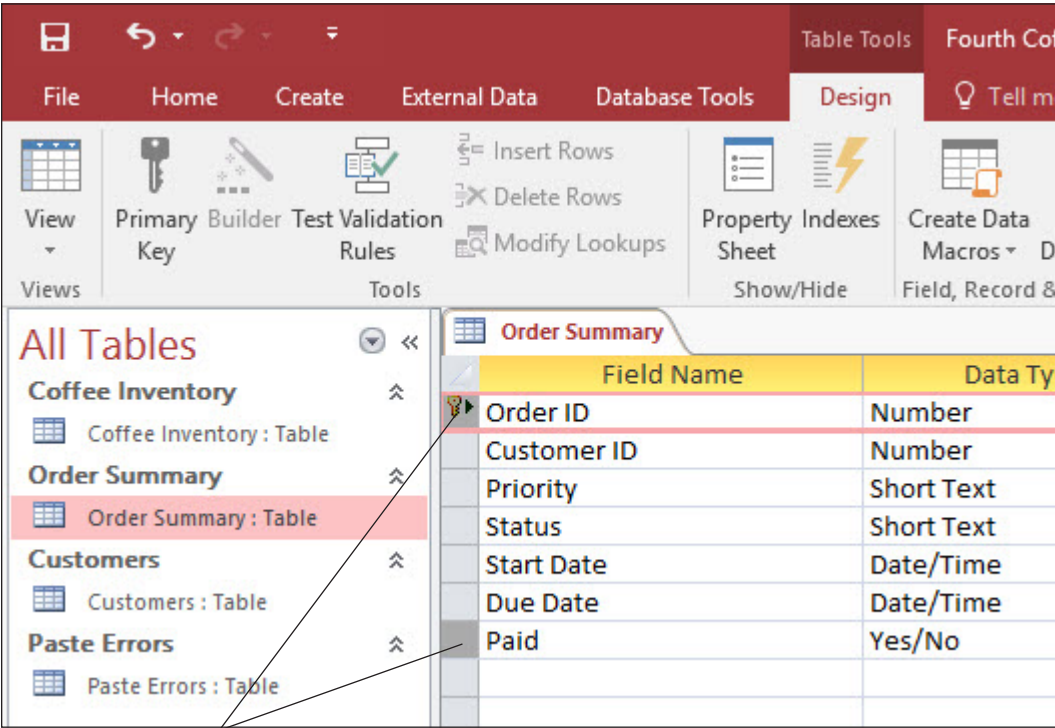 Table Tools Fourth Cof
File Home Create External Data Database Tools Design Tell m
Insert Rows
Delete Rows
Modify Lookups
View Primary Key Builder Test Validation Rules Property Sheet Indexes Create Data Macros D
Views Tools Show/Hide Field, Record &
All Tables
Order Summary
Field Name Data Ty
Coffee Inventory
Coffee Inventory : Table
Order Summary
Order Summary : Table
Customers
Customers : Table
Paste Errors
Paste Errors : Table
Order ID Number
Customer ID Number
Priority Short Text
Status Short Text
Start Date Date/Time
Due Date Date/Time
Paid Yes/No